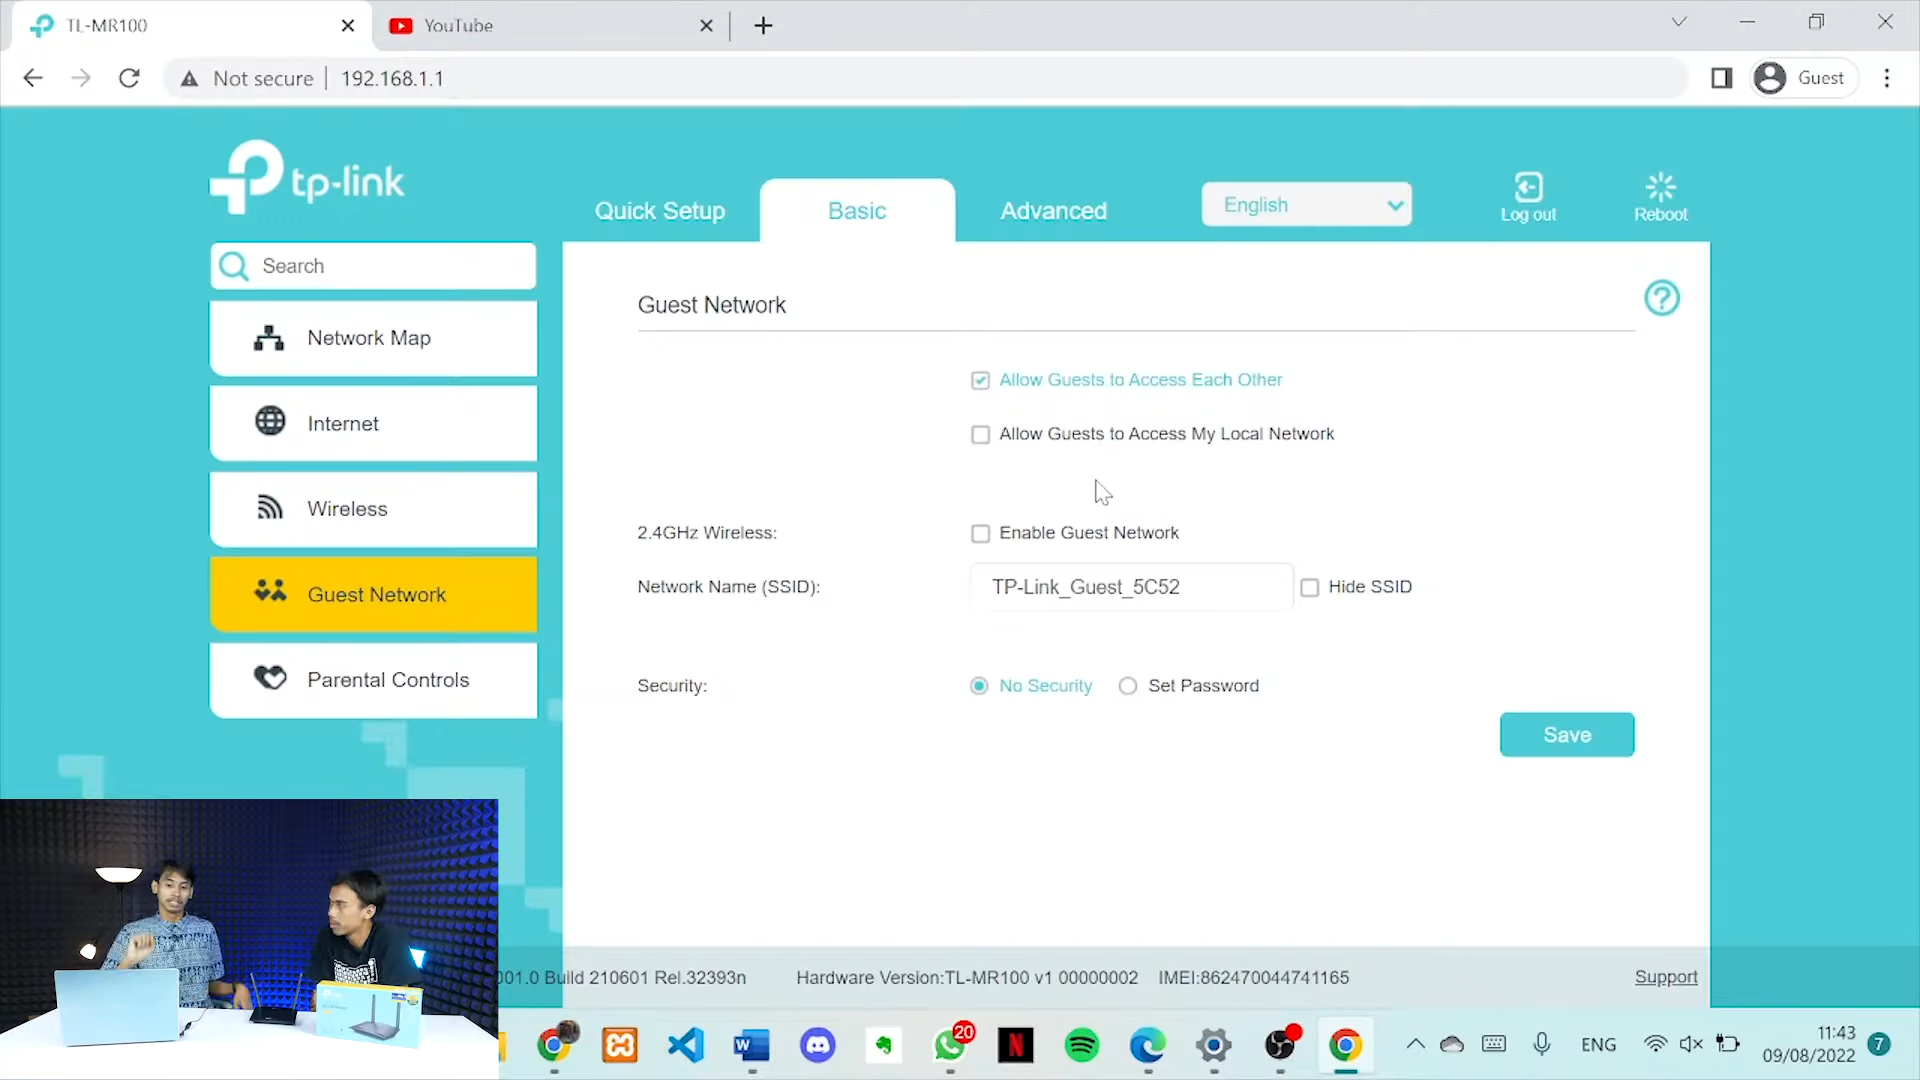 TL-MR100
YouTube
Not secure
192.168.1.1
Guest
tp-link
Quick Setup
Basic
Advanced
English
Log out
Reboot
Search
Network Map
Internet
Wireless
Guest Network
Parental Controls
Guest Network
Allow Guests to Access Each Other
Allow Guests to Access My Local Network
2.4GHz Wireless:
Enable Guest Network
Network Name (SSID):
TP-Link_Guest_5C52
Hide SSID
Security:
No Security
Set Password
Save
001.0 Build 210601 Rel.32393n
Hardware Version:TL-MR100 v1 00000002
IMEI:862470044741165
Support
W
N
20
ENG
11:43
09/08/2022
7